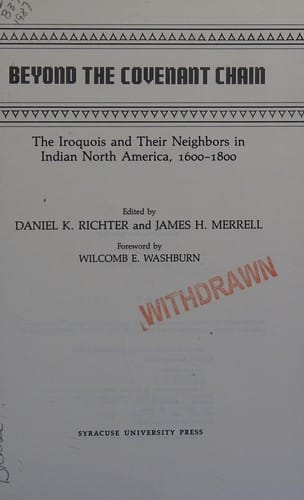 1987
BEYOND THE COVENANT CHAIN
The Iroquois and Their Neighbors in
Indian North America, 1600–1800
Edited by
DANIEL K. RICHTER and JAMES H. MERRELL
Foreword by
WILCOMB E. WASHBURN
WITHDRAWN
SYRACUSE UNIVERSITY PRESS